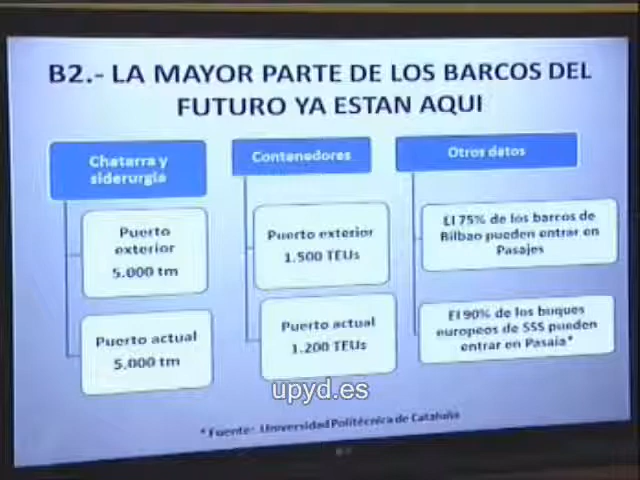 B2.- LA MAYOR PARTE DE LOS BARCOS DEL
FUTURO YA ESTAN AQUI
Chatarra y
siderurgia
Puerto
exterior
5.000 tm
Puerto actual
5.000 tm
Contenedores
Puerto exterior
1.500 TEUs
Puerto actual
1.200 TEUs
Otros datos
El 75% de los barcos de
Bilbao pueden entrar en
Pasajes
El 90% de los buques
europeos de SSS pueden
entrar en Pasaia*
upyd.es
* Fuente: Universidad Politécnica de Cataluña